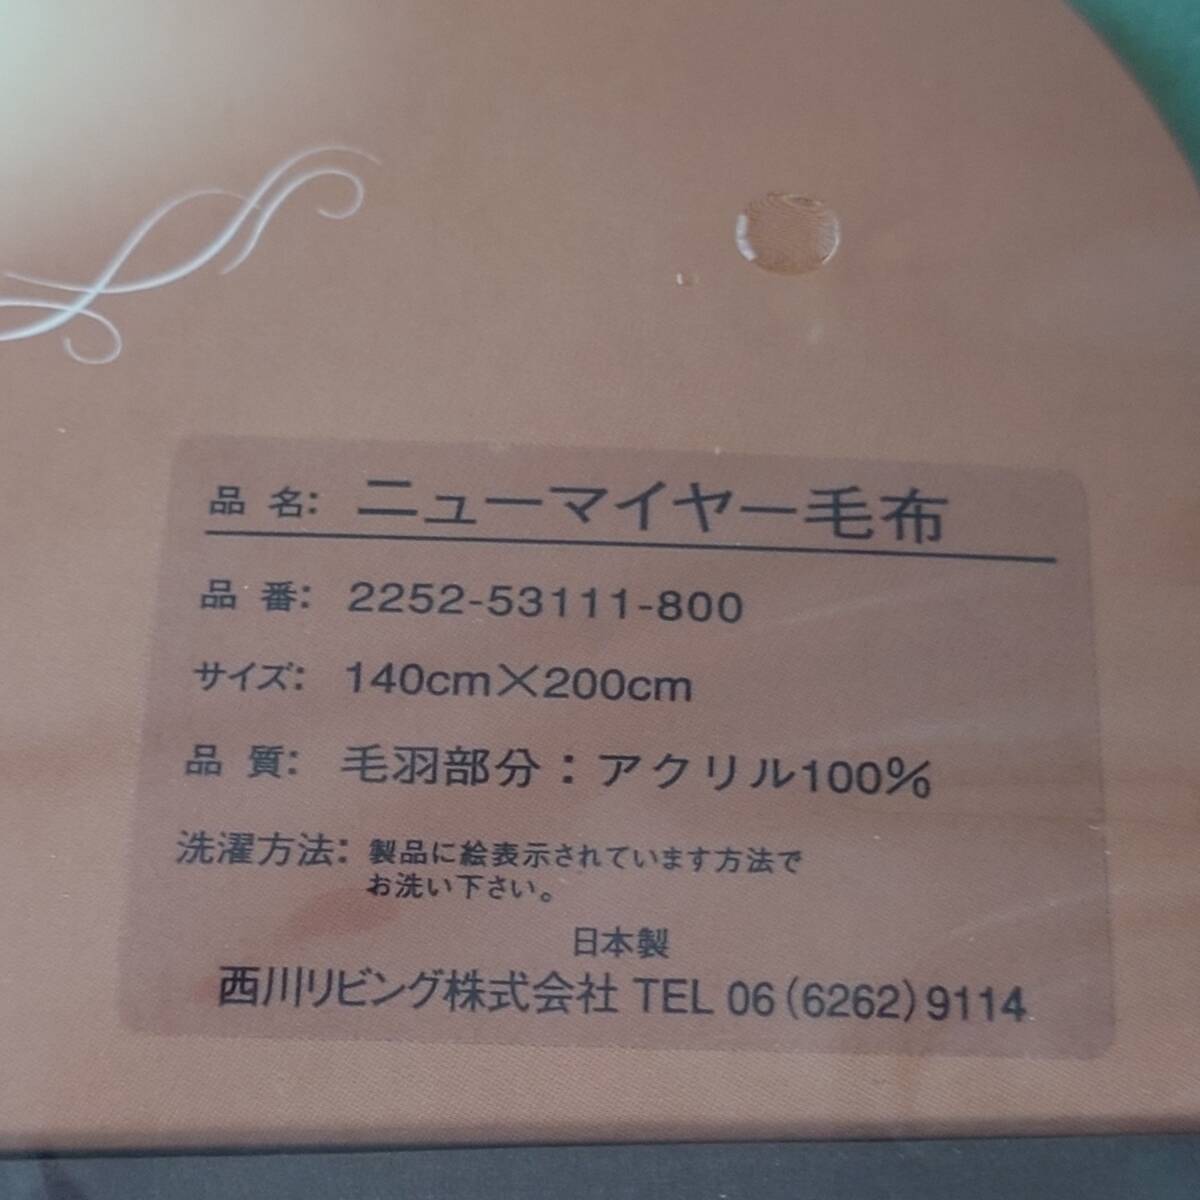 品名: ニューマイヤー毛布
品番: 2252-53111-800
サイズ: 140cm×200cm
品質: 毛羽部分：アクリル100%
洗濯方法: 製品に絵表示されています方法で
お洗い下さい。
日本製
西川リビング株式会社 TEL 06(6262)9114